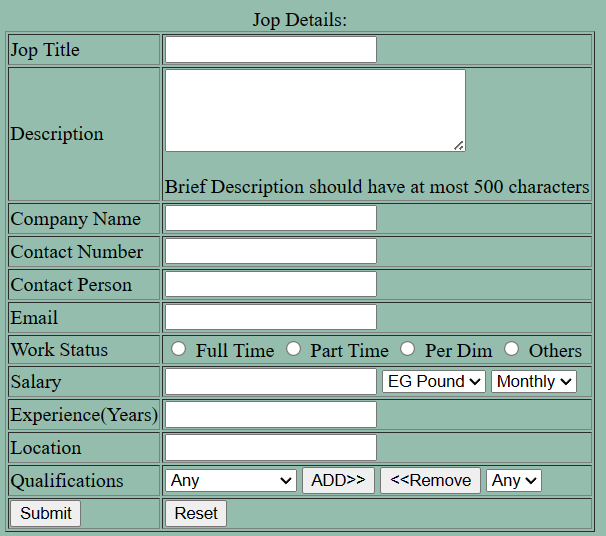 Jop Details:
Jop Title
Description
Brief Description should have at most 500 characters
Company Name
Contact Number
Contact Person
Email
Work Status Full Time Part Time Per Dim Others
Salary EG Pound Monthly
Experience(Years)
Location
Qualifications Any ADD>> <<Remove Any
Submit Reset